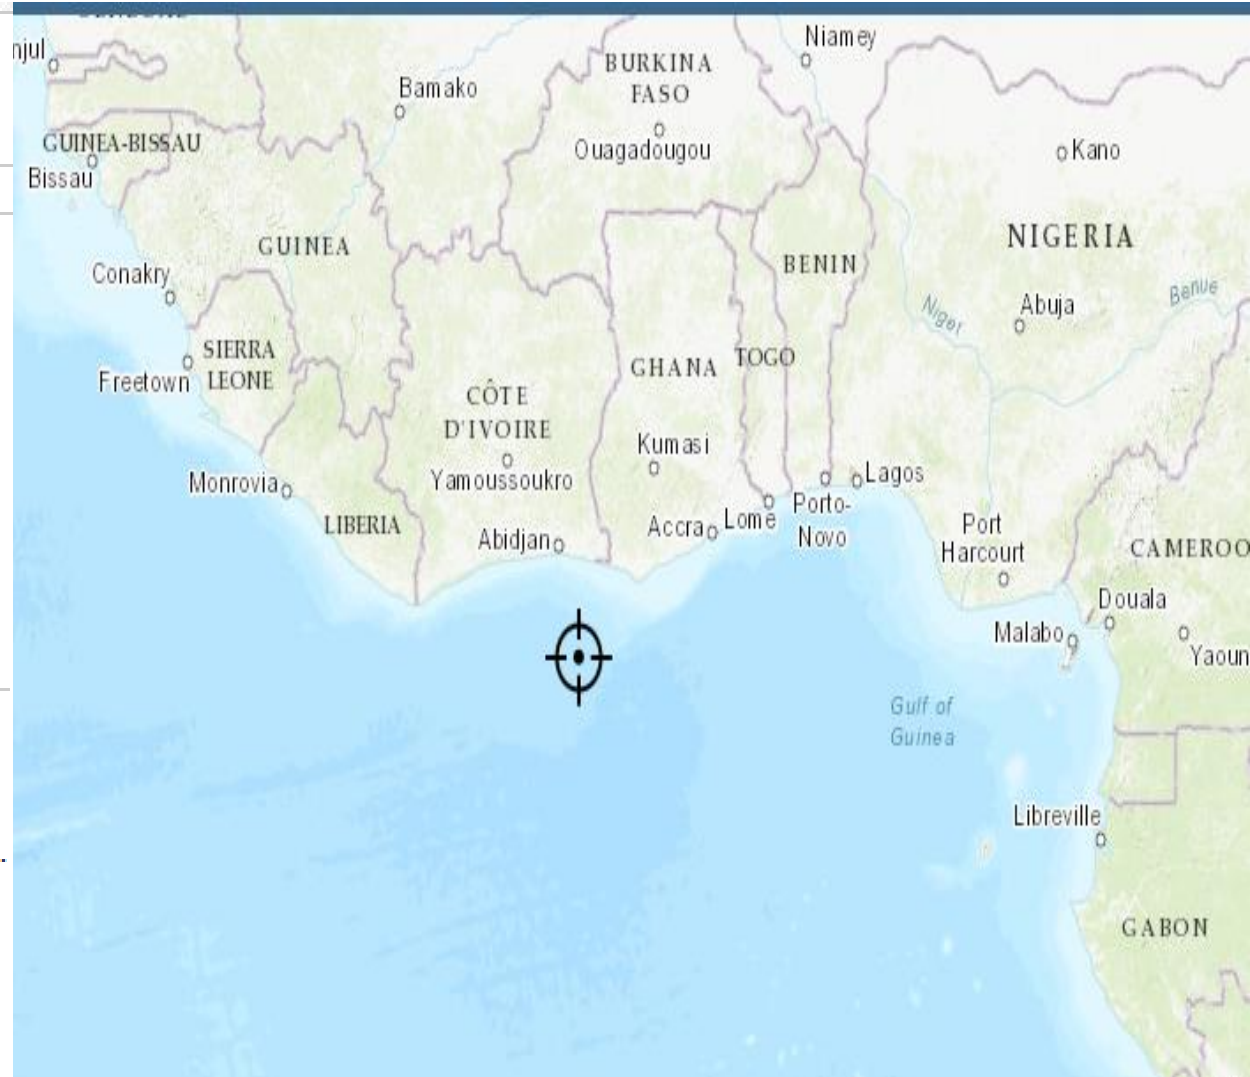 njul
Niamey
BURKINA
FASO
Bamako
Ouagadougou
GUINEA-BISSAU
Bissau
Kano
NIGERIA
GUINEA
BENIN
Conakry
Niger
Benue
Abuja
SIERRA
LEONE
Freetown
GHANA
TOGO
CÔTE
D'IVOIRE
Kumasi
Yamoussoukro
Monrovia
Lagos
LIBERIA
Abidjan
Accra
Lome
Porto-
Novo
Port
Harcourt
CAMEROO
Douala
Malabo
Yaoun
Gulf of
Guinea
Libreville
GABON